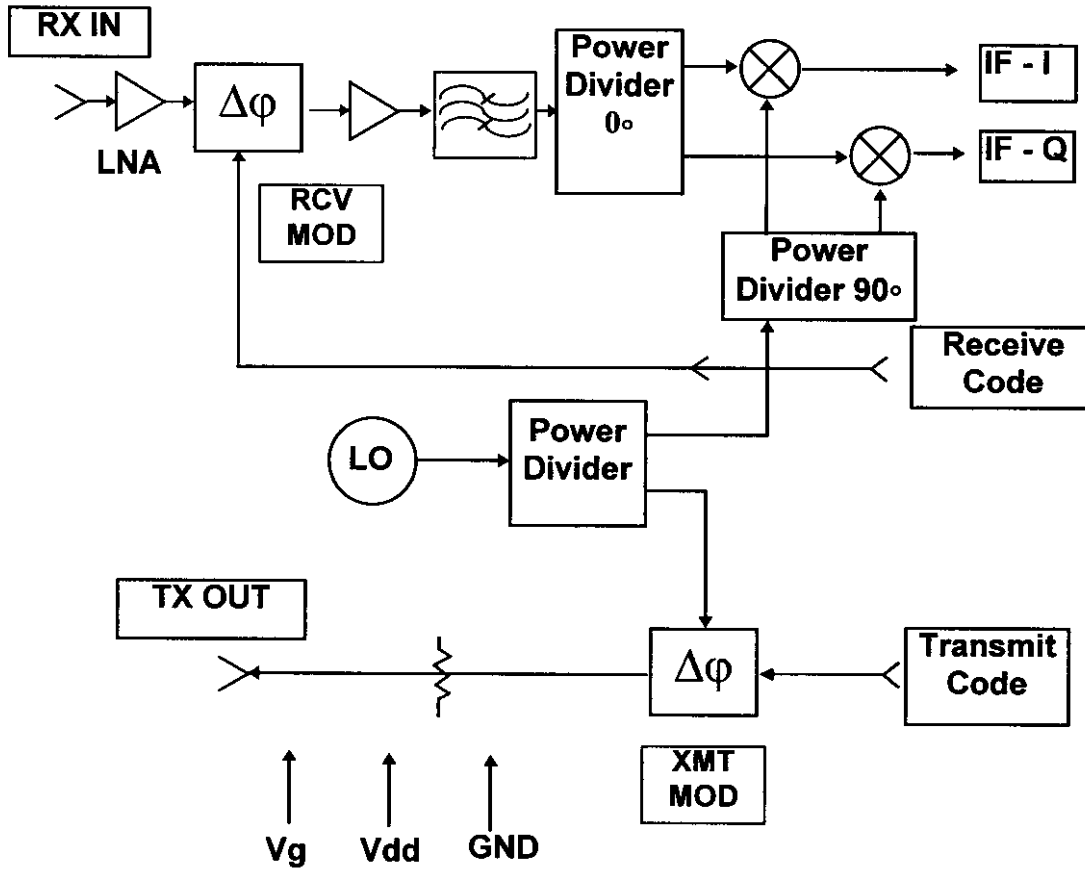 RX IN
Δφ
LNA
RCV
MOD
Power
Divider
0°
IF - I
IF - Q
Power
Divider 90°
Receive
Code
LO
Power
Divider
TX OUT
Δφ
Transmit
Code
XMT
MOD
Vg
Vdd
GND